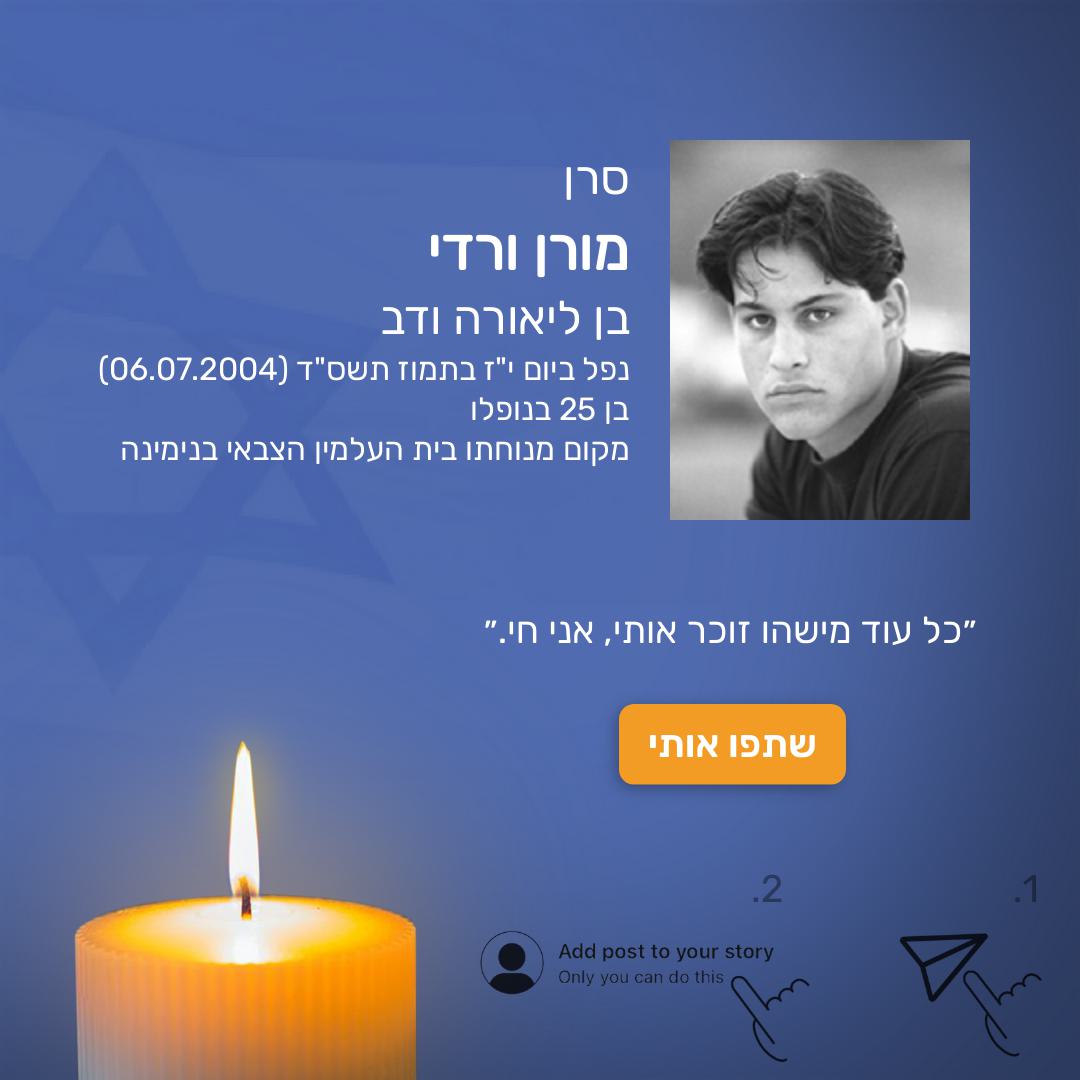 סרן
מורן ורדי
בן ליאורה ודב
נפל ביום י"ז בתמוז תשס"ד (06.07.2004)
בן 25 בנופלו
מקום מנוחתו בית העלמין הצבאי בנימינה
״כל עוד מישהו זוכר אותי, אני חי.״
שתפו אותי
1.
2.
Add post to your story
Only you can do this